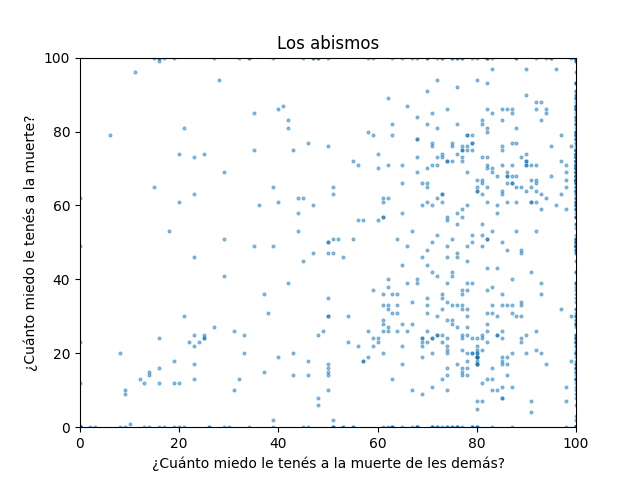 Los abismos
100
80
60
40
20
0
¿Cuánto miedo le tenés a la muerte?
0 20 40 60 80 100
¿Cuánto miedo le tenés a la muerte de les demás?